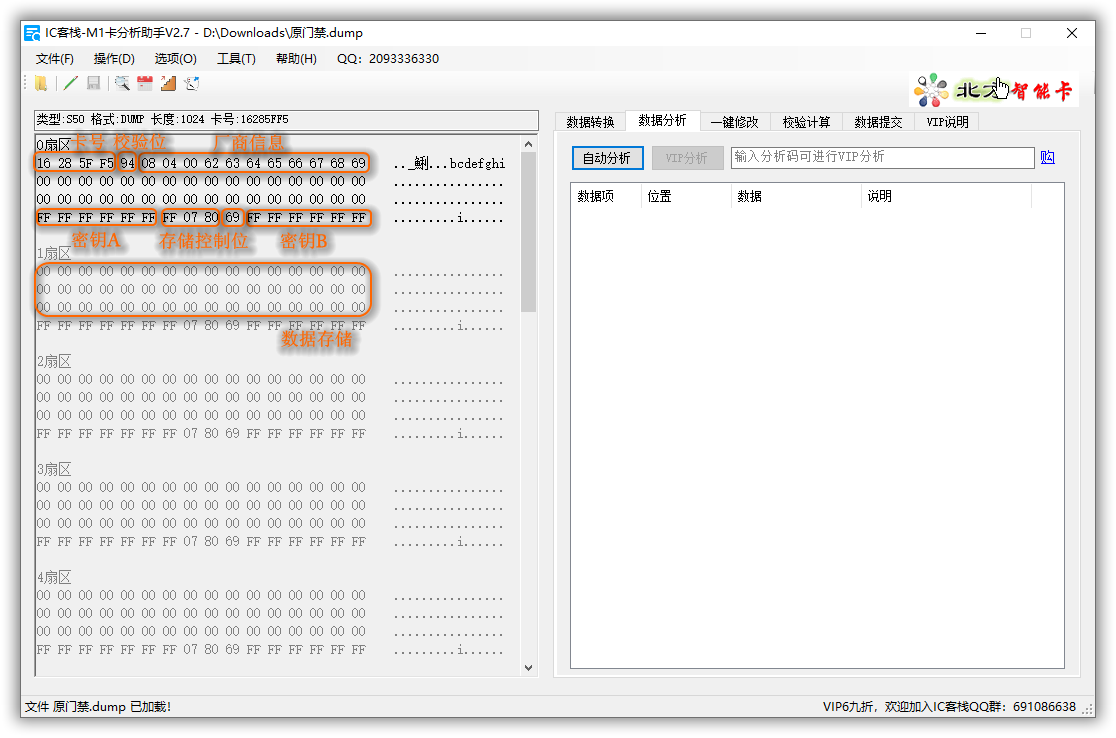 IC客栈-M1卡分析助手V2.7 - D:\Downloads\原门禁.dump
文件(F) 操作(D) 选项(O) 工具(T) 帮助(H) QQ：2093336330
类型:S50 格式:DUMP 卡度:1024 卡号:16285FF5
0扇区 卡号 校验位 厂商信息
16 28 5F F5 94 08 04 00 62 63 64 65 66 67 68 69 ...bcdefghi
00 00 00 00 00 00 00 00 00 00 00 00 00 00 00 00 ................
00 00 00 00 00 00 00 00 00 00 00 00 00 00 00 00 ................
FF FF FF FF FF FF FF 07 80 69 FF FF FF FF FF FF .........i......
密钥A 存储控制位 密钥B
1扇区
00 00 00 00 00 00 00 00 00 00 00 00 00 00 00 00 ................
00 00 00 00 00 00 00 00 00 00 00 00 00 00 00 00 ................
00 00 00 00 00 00 00 00 00 00 00 00 00 00 00 00 ................
FF FF FF FF FF FF FF 07 80 69 FF FF FF FF FF FF .........i......
数据存储
2扇区
00 00 00 00 00 00 00 00 00 00 00 00 00 00 00 00 ................
00 00 00 00 00 00 00 00 00 00 00 00 00 00 00 00 ................
00 00 00 00 00 00 00 00 00 00 00 00 00 00 00 00 ................
FF FF FF FF FF FF FF 07 80 69 FF FF FF FF FF FF .........i......
3扇区
00 00 00 00 00 00 00 00 00 00 00 00 00 00 00 00 ................
00 00 00 00 00 00 00 00 00 00 00 00 00 00 00 00 ................
00 00 00 00 00 00 00 00 00 00 00 00 00 00 00 00 ................
FF FF FF FF FF FF FF 07 80 69 FF FF FF FF FF FF .........i......
4扇区
00 00 00 00 00 00 00 00 00 00 00 00 00 00 00 00 ................
00 00 00 00 00 00 00 00 00 00 00 00 00 00 00 00 ................
00 00 00 00 00 00 00 00 00 00 00 00 00 00 00 00 ................
FF FF FF FF FF FF FF 07 80 69 FF FF FF FF FF FF .........i......
北 智能卡
数据转换 数据分析 一键修改 校验计算 数据提交 VIP说明
自动分析 VIP分析 输入分析码可进行VIP分析 购
数据项 位置 数据 说明
文件 原门禁.dump 已加载! VIP6九折，欢迎加入IC客栈QQ群：691086638